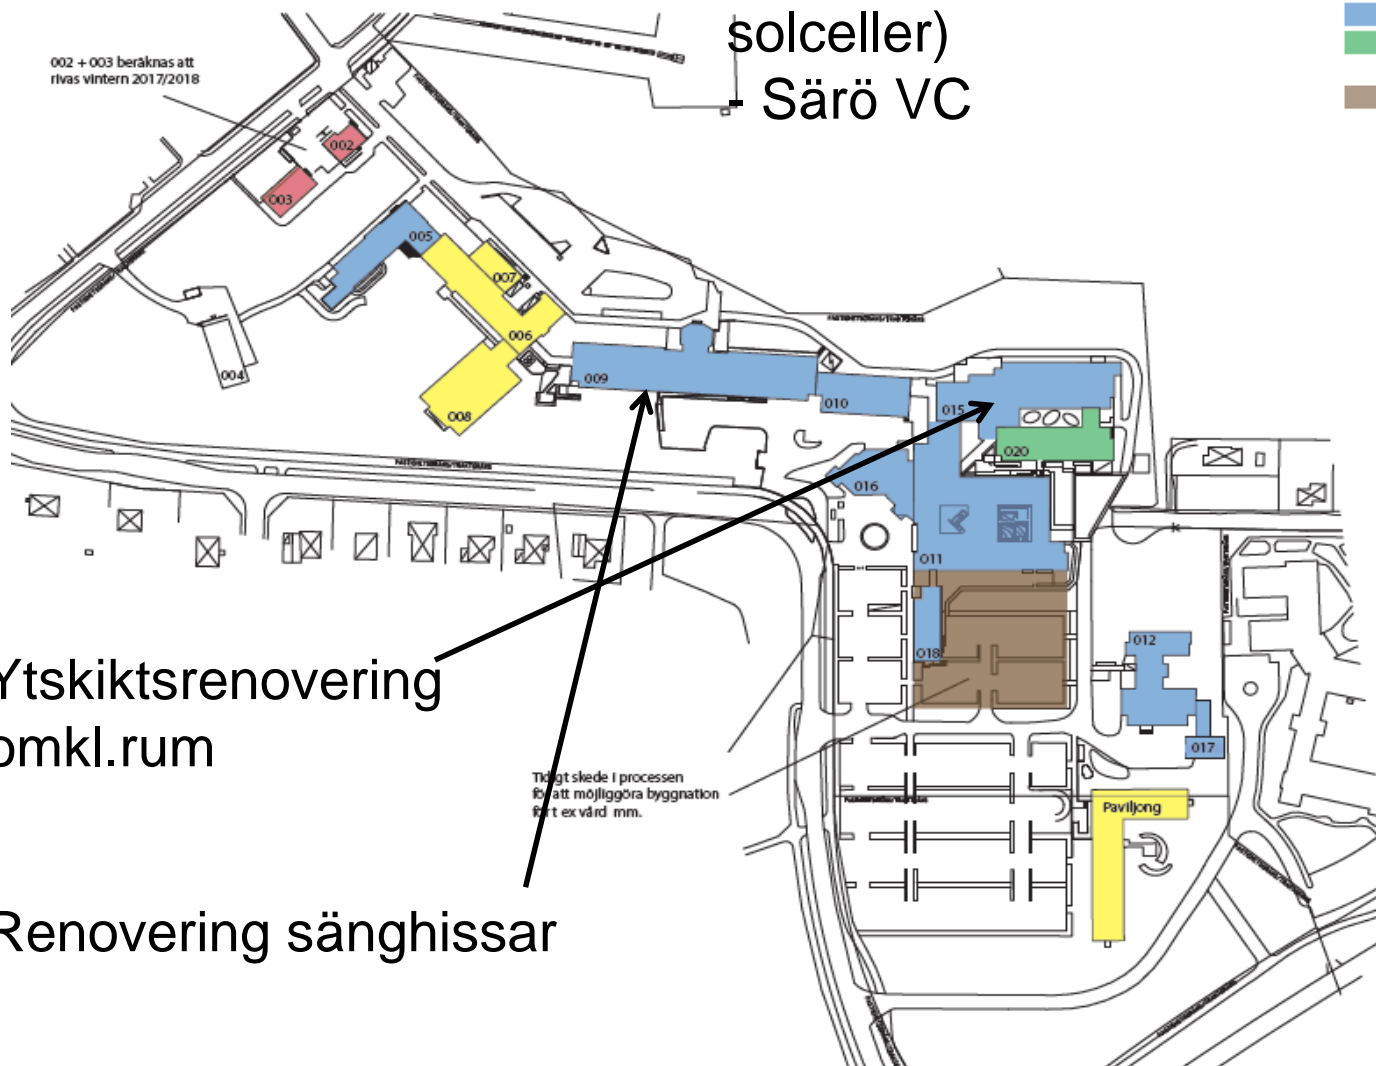 solceller)
- Särö VC
002 + 003 beräknas att
rivas vintern 2017/2018
002
003
005
007
006
004
008
009
010
015
020
016
011
018
012
017
Ytskiktsrenovering
omkl.rum
Tidigt skede i processen
för att möjliggöra byggnation
för t ex vård mm.
Paviljong
Renovering sänghissar
k